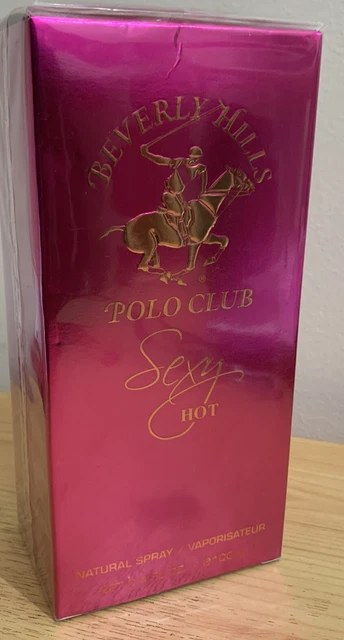 BEVERLY HILLS
POLO CLUB
Sexy
HOT
NATURAL SPRAY / VAPORISATEUR